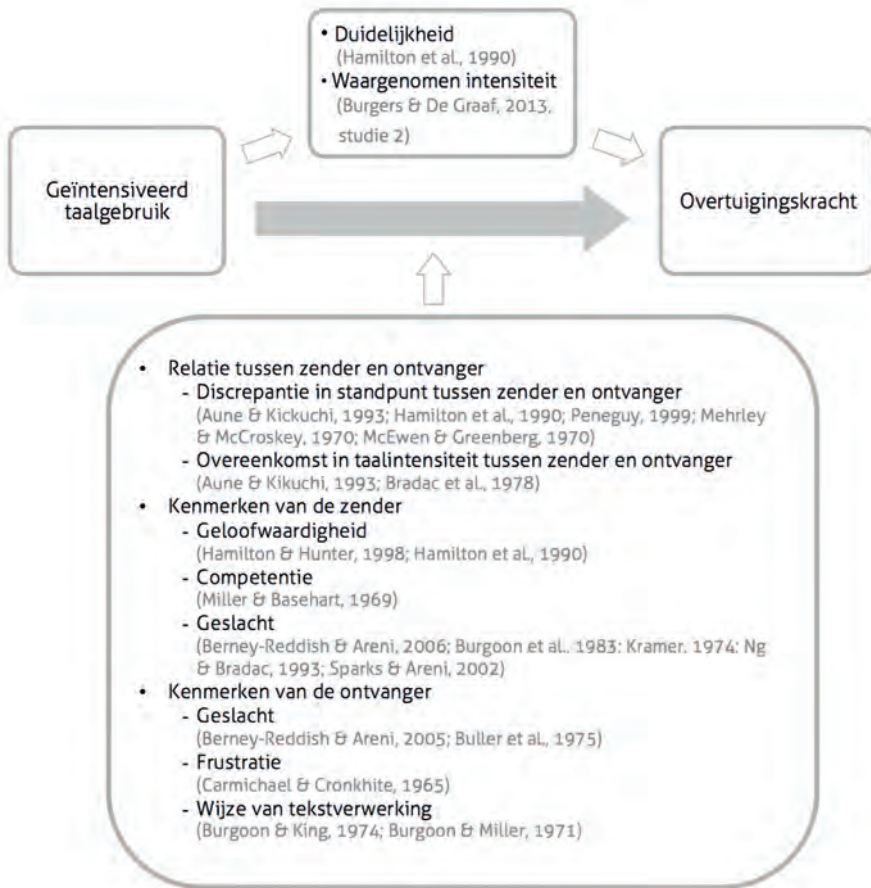 • Duidelijkheid
(Hamilton et al., 1990)
• Waargenomen intensiteit
(Burgers & De Graaf, 2013,
studie 2)
Geïntensiveerd
taalgebruik
Overtuigingskracht
• Relatie tussen zender en ontvanger
- Discrepantie in standpunt tussen zender en ontvanger
(Aune & Kickuchi, 1993; Hamilton et al., 1990; Peneguy, 1999; Mehrley
& McCroskey, 1970; McEwen & Greenberg, 1970)
- Overeenkomst in taalintensiteit tussen zender en ontvanger
(Aune & Kikuchi, 1993; Bradac et al., 1978)
• Kenmerken van de zender
- Geloofwaardigheid
(Hamilton & Hunter, 1998; Hamilton et al., 1990)
- Competentie
(Miller & Basehart, 1969)
- Geslacht
(Berney-Reddish & Areni, 2006; Burgoon et al., 1983; Kramer, 1974; Ng
& Bradac, 1993; Sparks & Areni, 2002)
• Kenmerken van de ontvanger
- Geslacht
(Berney-Reddish & Areni, 2005; Buller et al., 1975)
- Frustratie
(Carmichael & Cronkhite, 1965)
- Wijze van tekstverwerking
(Burgoon & King, 1974; Burgoon & Miller, 1971)